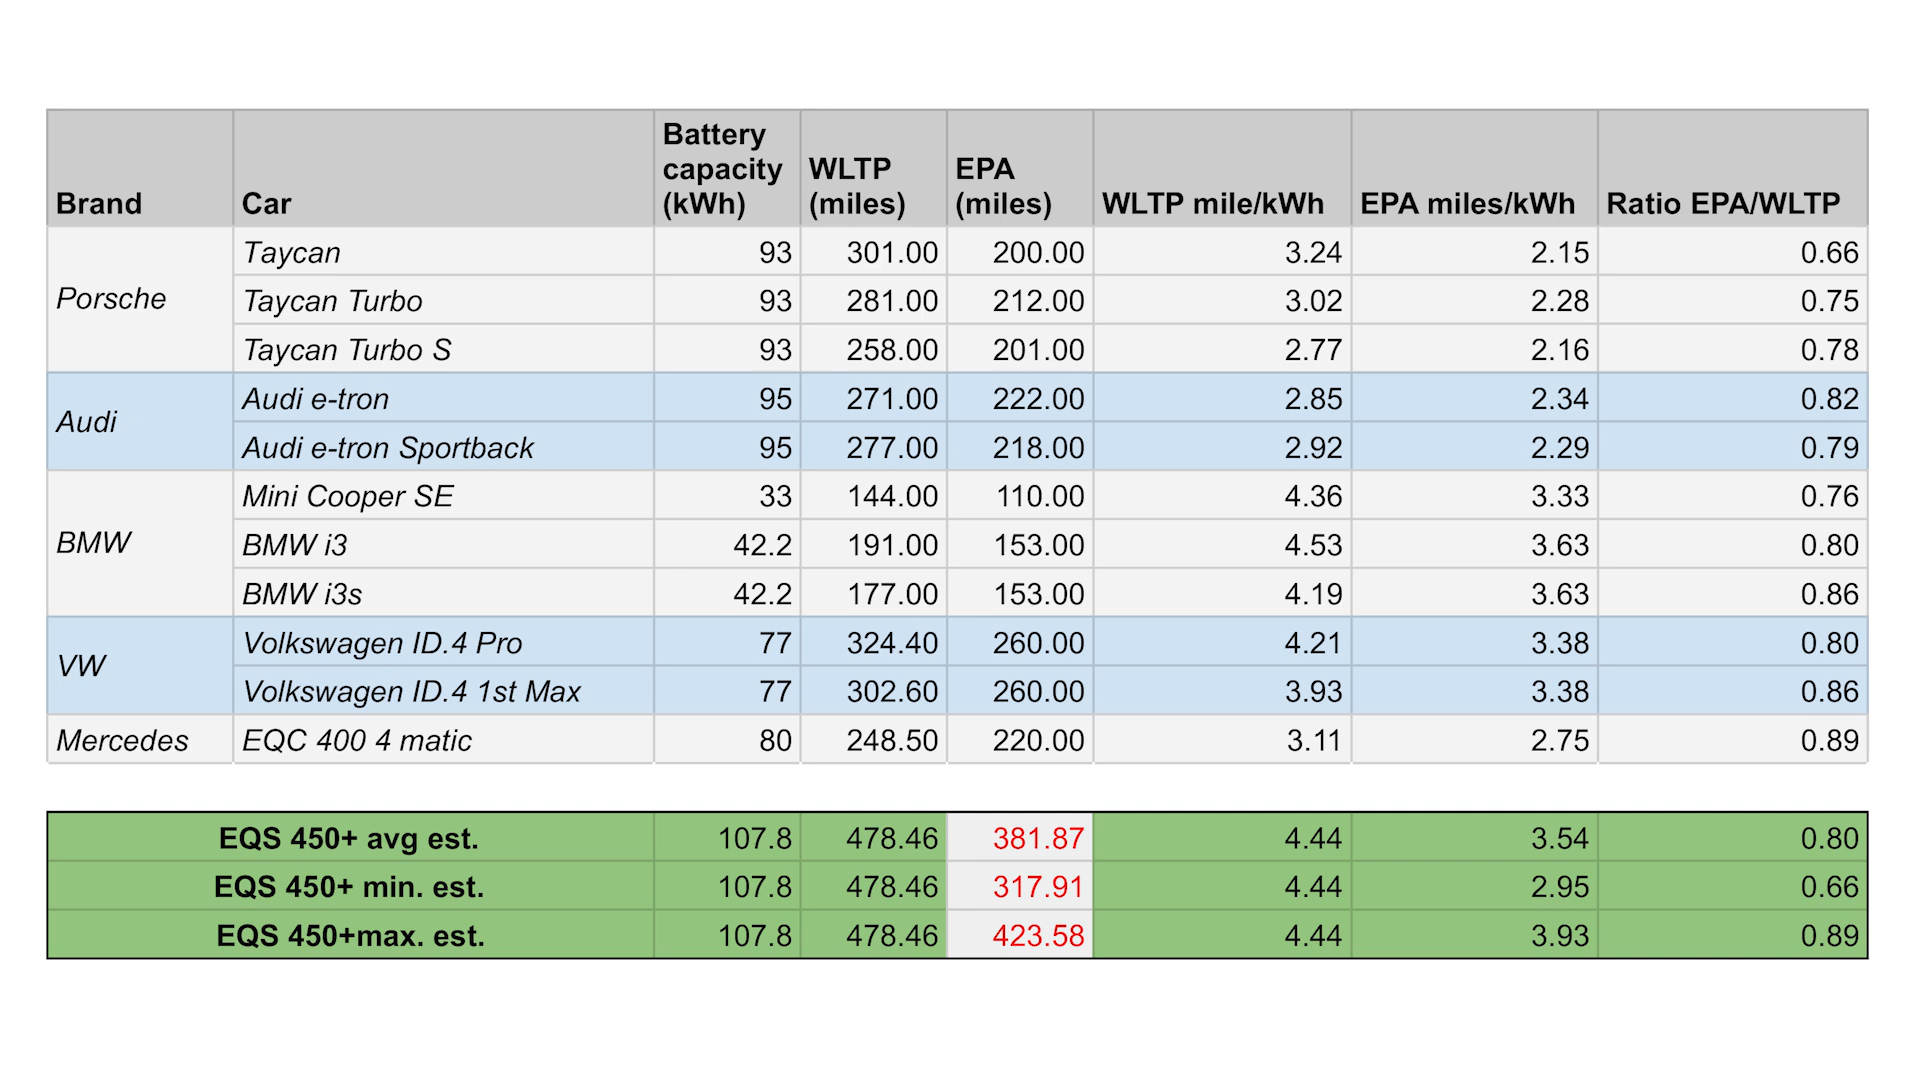 Brand Car Battery capacity (kWh) WLTP (miles) EPA (miles) WLTP mile/kWh EPA miles/kWh Ratio EPA/WLTP
Porsche Taycan 93 301.00 200.00 3.24 2.15 0.66
Taycan Turbo 93 281.00 212.00 3.02 2.28 0.75
Taycan Turbo S 93 258.00 201.00 2.77 2.16 0.78
Audi Audi e-tron 95 271.00 222.00 2.85 2.34 0.82
Audi e-tron Sportback 95 277.00 218.00 2.92 2.29 0.79
BMW Mini Cooper SE 33 144.00 110.00 4.36 3.33 0.76
BMW i3 42.2 191.00 153.00 4.53 3.63 0.80
BMW i3s 42.2 177.00 153.00 4.19 3.63 0.86
VW Volkswagen ID.4 Pro 77 324.40 260.00 4.21 3.38 0.80
Volkswagen ID.4 1st Max 77 302.60 260.00 3.93 3.38 0.86
Mercedes EQC 400 4 matic 80 248.50 220.00 3.11 2.75 0.89
EQS 450+ avg est. 107.8 478.46 381.87 4.44 3.54 0.80
EQS 450+ min. est. 107.8 478.46 317.91 4.44 2.95 0.66
EQS 450+max. est. 107.8 478.46 423.58 4.44 3.93 0.89